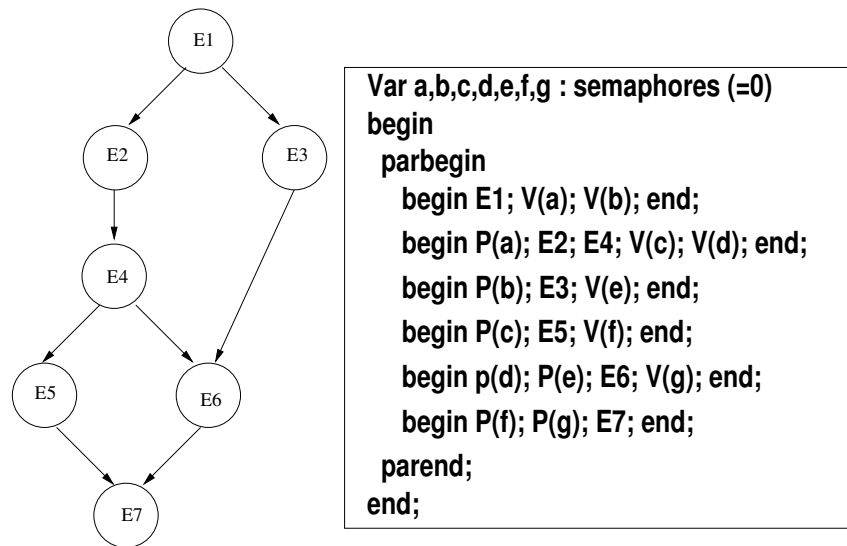 E1
E2
E3
E4
E5
E6
E7
Var a,b,c,d,e,f,g : semaphores (=0)
begin
parbegin
begin E1; V(a); V(b); end;
begin P(a); E2; E4; V(c); V(d); end;
begin P(b); E3; V(e); end;
begin P(c); E5; V(f); end;
begin p(d); P(e); E6; V(g); end;
begin P(f); P(g); E7; end;
parend;
end;